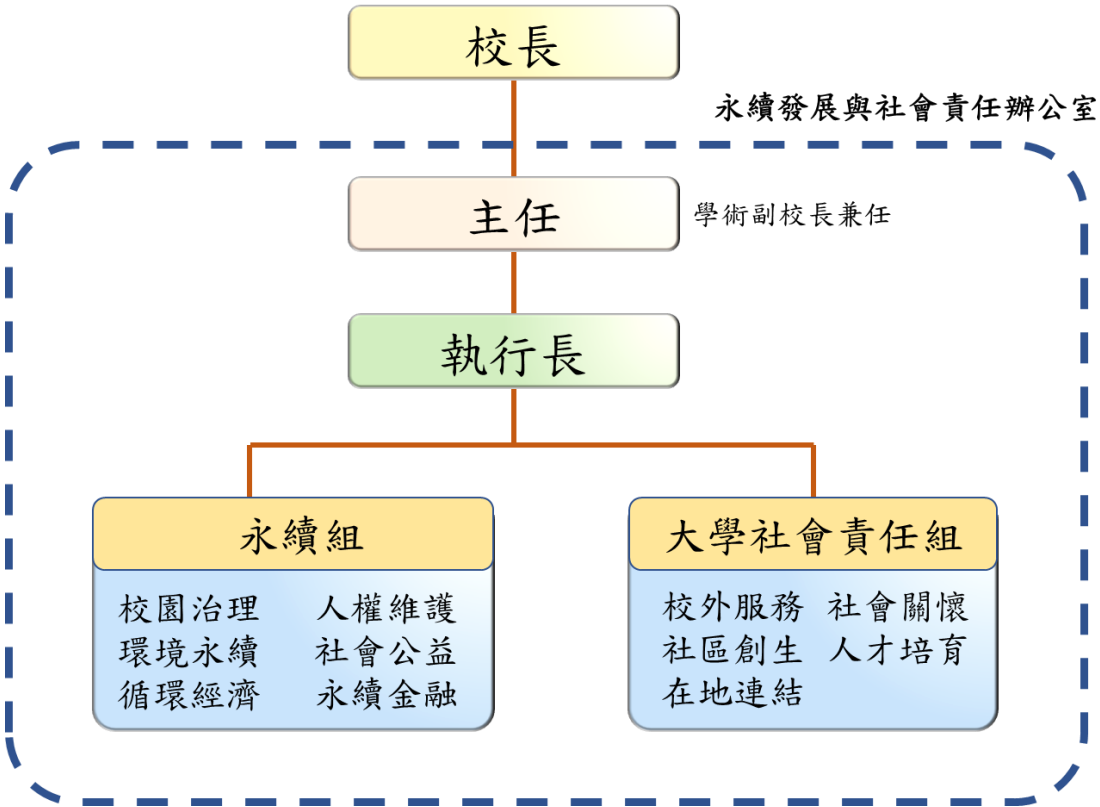 校長
永續發展與社會責任辦公室
主任
學術副校長兼任
執行長
永續組
校園治理 人權維護
環境永續 社會公益
循環經濟 永續金融
大學社會責任組
校外服務 社會關懷
社區創生 人才培育
在地連結